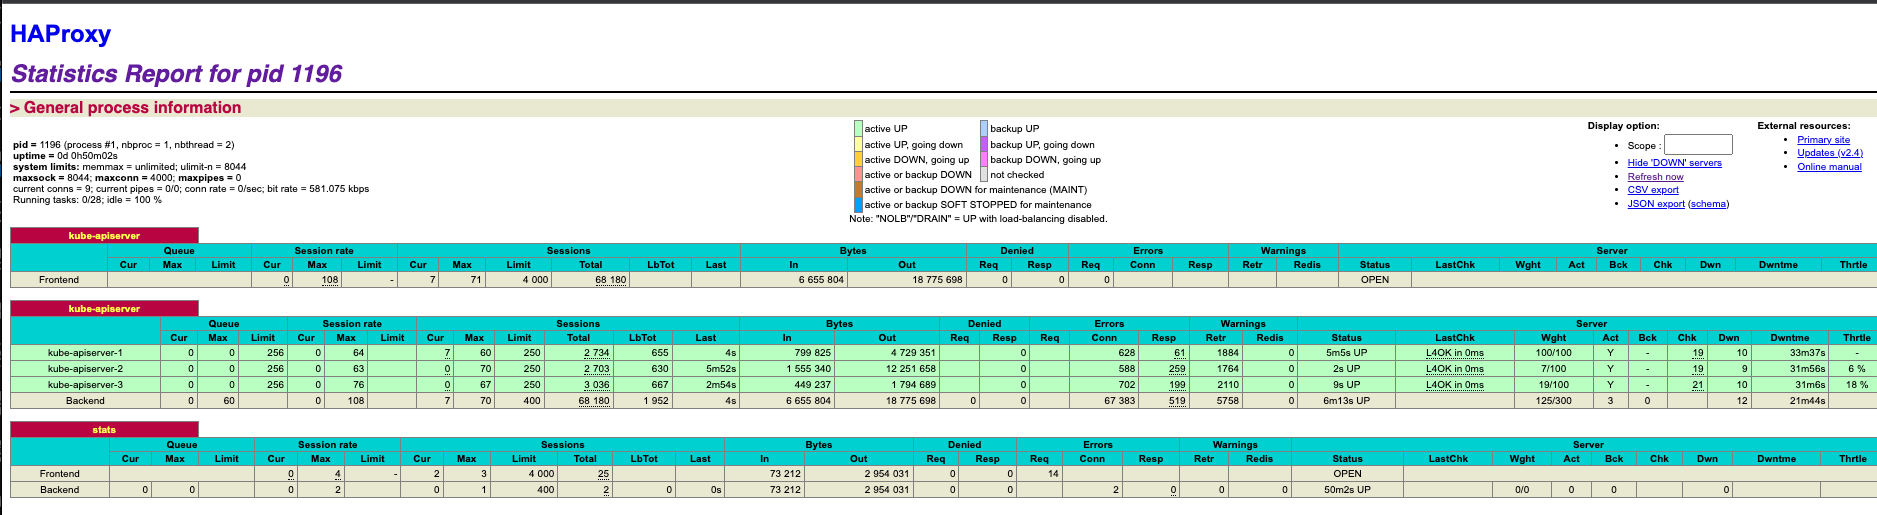 HAProxy
Statistics Report for pid 1196
> General process information
pid = 1196 (process #1, nbproc = 1, nbthread = 2)
uptime = 0d 0h50m02s
system limits: memmax = unlimited; ulimit-n = 8044
maxsock = 8044; maxconn = 4000; maxpipes = 0
current conns = 9; current pipes = 0/0; conn rate = 0/sec; bit rate = 581.075 kbps
Running tasks: 0/28; idle = 100 %
active UP backup UP
active UP, going down backup UP, going down
active DOWN, going up backup DOWN, going up
active or backup DOWN not checked
active or backup DOWN for maintenance (MAINT)
active or backup SOFT STOPPED for maintenance
Note: "NOLB"/"DRAIN" = UP with load-balancing disabled.
Display option:
Scope :
Hide 'DOWN' servers
Refresh now
CSV export
JSON export (schema)
External resources:
Primary site
Updates (v2.4)
Online manual
kube-apiserver
Queue Session rate Sessions Bytes Denied Errors Warnings Server
Cur Max Limit Cur Max Limit Cur Max Limit Total LbTot Last In Out Req Resp Req Conn Resp Retr Redis Status LastChk Wght Act Bck Chk Dwn Dwntme Thrtle
Frontend 0 108 - 7 71 4 000 68 180 6 655 804 18 775 698 0 0 0 OPEN
kube-apiserver
Queue Session rate Sessions Bytes Denied Errors Warnings Server
Cur Max Limit Cur Max Limit Cur Max Limit Total LbTot Last In Out Req Resp Req Conn Resp Retr Redis Status LastChk Wght Act Bck Chk Dwn Dwntme Thrtle
kube-apiserver-1 0 0 256 0 64 7 60 250 2 734 655 4s 799 825 4 729 351 0 628 61 1884 0 5m5s UP L4OK in 0ms 100/100 Y - 19 10 33m37s -
kube-apiserver-2 0 0 256 0 63 0 70 250 2 703 630 5m52s 1 555 340 12 251 658 0 588 259 1764 0 2s UP L4OK in 0ms 7/100 Y - 19 9 31m56s 6 %
kube-apiserver-3 0 0 256 0 76 0 67 250 3 036 667 2m54s 449 237 1 794 689 0 702 199 2110 0 9s UP L4OK in 0ms 19/100 Y - 21 10 31m6s 18 %
Backend 0 60 0 108 7 70 400 68 180 1 952 4s 6 655 804 18 775 698 0 0 67 383 519 5758 0 6m13s UP 125/300 3 0 12 21m44s
stats
Queue Session rate Sessions Bytes Denied Errors Warnings Server
Cur Max Limit Cur Max Limit Cur Max Limit Total LbTot Last In Out Req Resp Req Conn Resp Retr Redis Status LastChk Wght Act Bck Chk Dwn Dwntme Thrtle
Frontend 0 4 - 2 3 4 000 25 73 212 2 954 031 0 0 14 OPEN
Backend 0 0 0 2 0 1 400 2 0 0s 73 212 2 954 031 0 0 2 0 0 0 50m2s UP 0/0 0 0 0